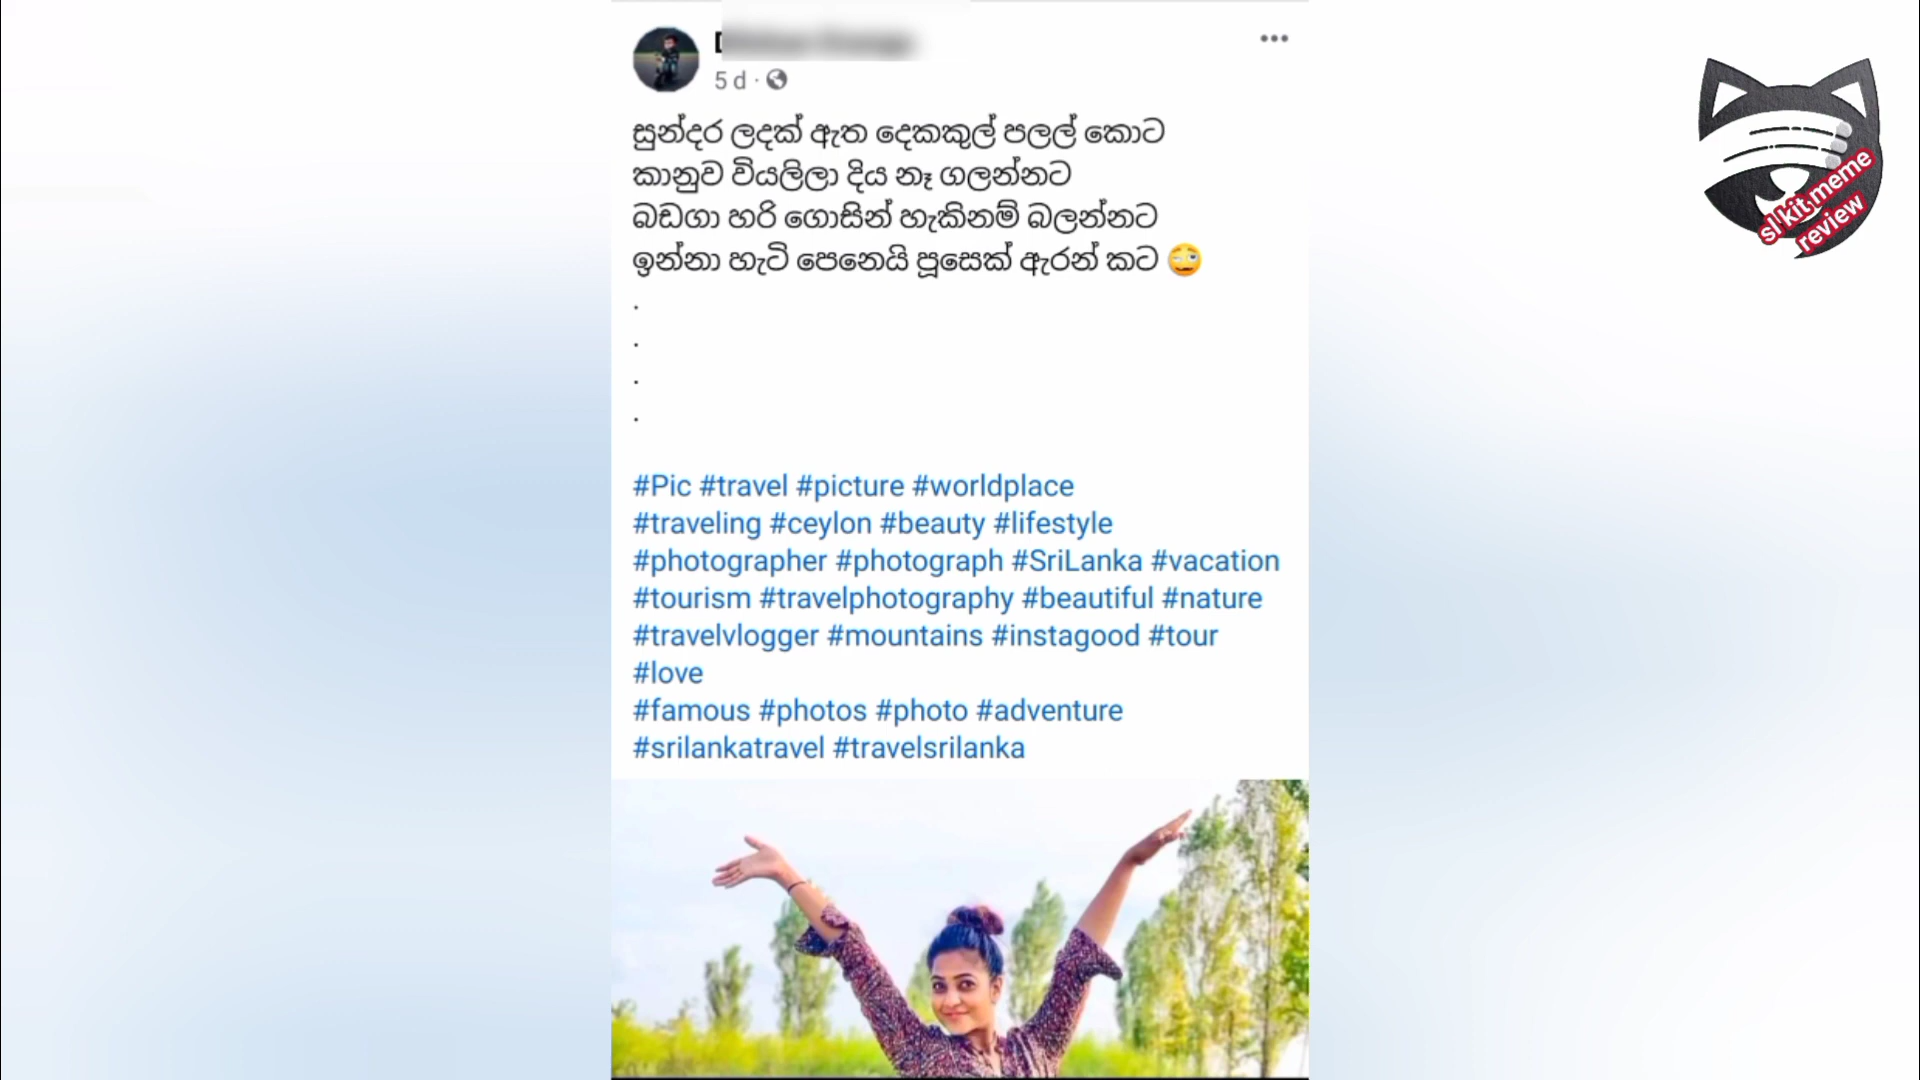 5 d ·
සුන්දර ලඳක් ඇත දෙකකුල් පලල් කොට
කානුව වියලිලා දිය නෑ ගලන්නට
බඩගා හරි ගොසින් හැකිනම් බලන්නට
ඉන්නා හැටි පෙනෙයි පූසෙක් ඇරන් කට 🙄
.
.
.
.
#Pic #travel #picture #worldplace
#traveling #ceylon #beauty #lifestyle
#photographer #photograph #SriLanka #vacation
#tourism #travelphotography #beautiful #nature
#travelvlogger #mountains #instagood #tour
#love
#famous #photos #photo #adventure
#srilankatravel #travelsrilanka
sl kit meme
review